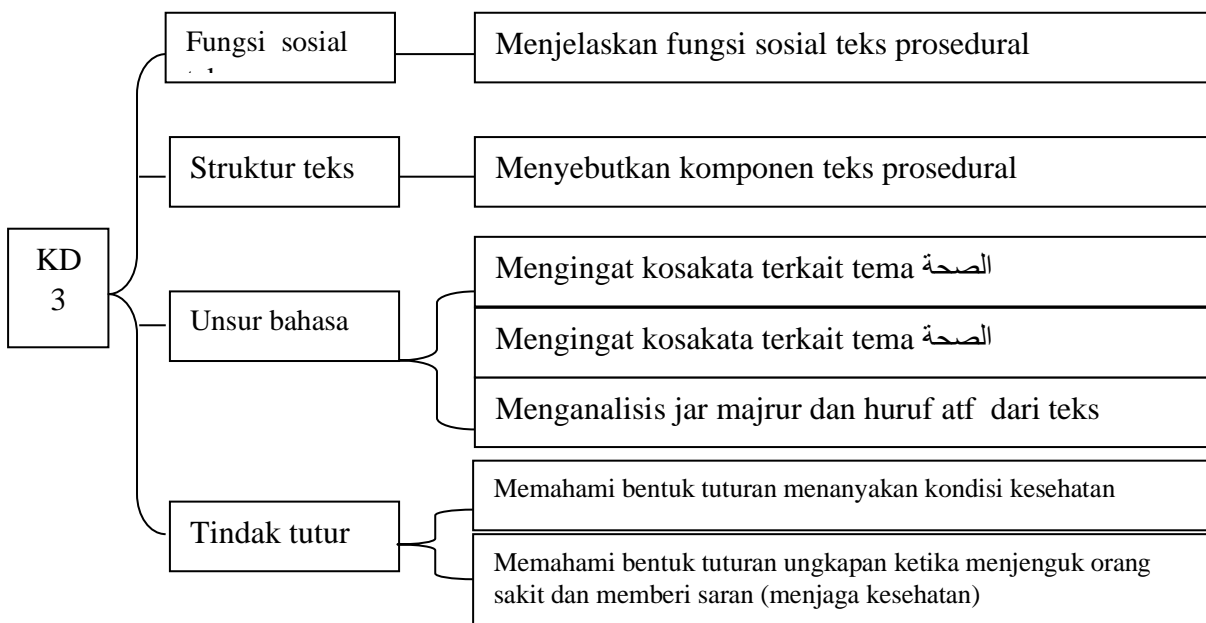 KD
3
Fungsi sosial
Menjelaskan fungsi sosial teks prosedural
Struktur teks
Menyebutkan komponen teks prosedural
Unsur bahasa
Mengingat kosakata terkait tema الصحة
Mengingat kosakata terkait tema الصحة
Menganalisis jar majrur dan huruf atf dari teks
Tindak tutur
Memahami bentuk tuturan menanyakan kondisi kesehatan
Memahami bentuk tuturan ungkapan ketika menjenguk orang
sakit dan memberi saran (menjaga kesehatan)